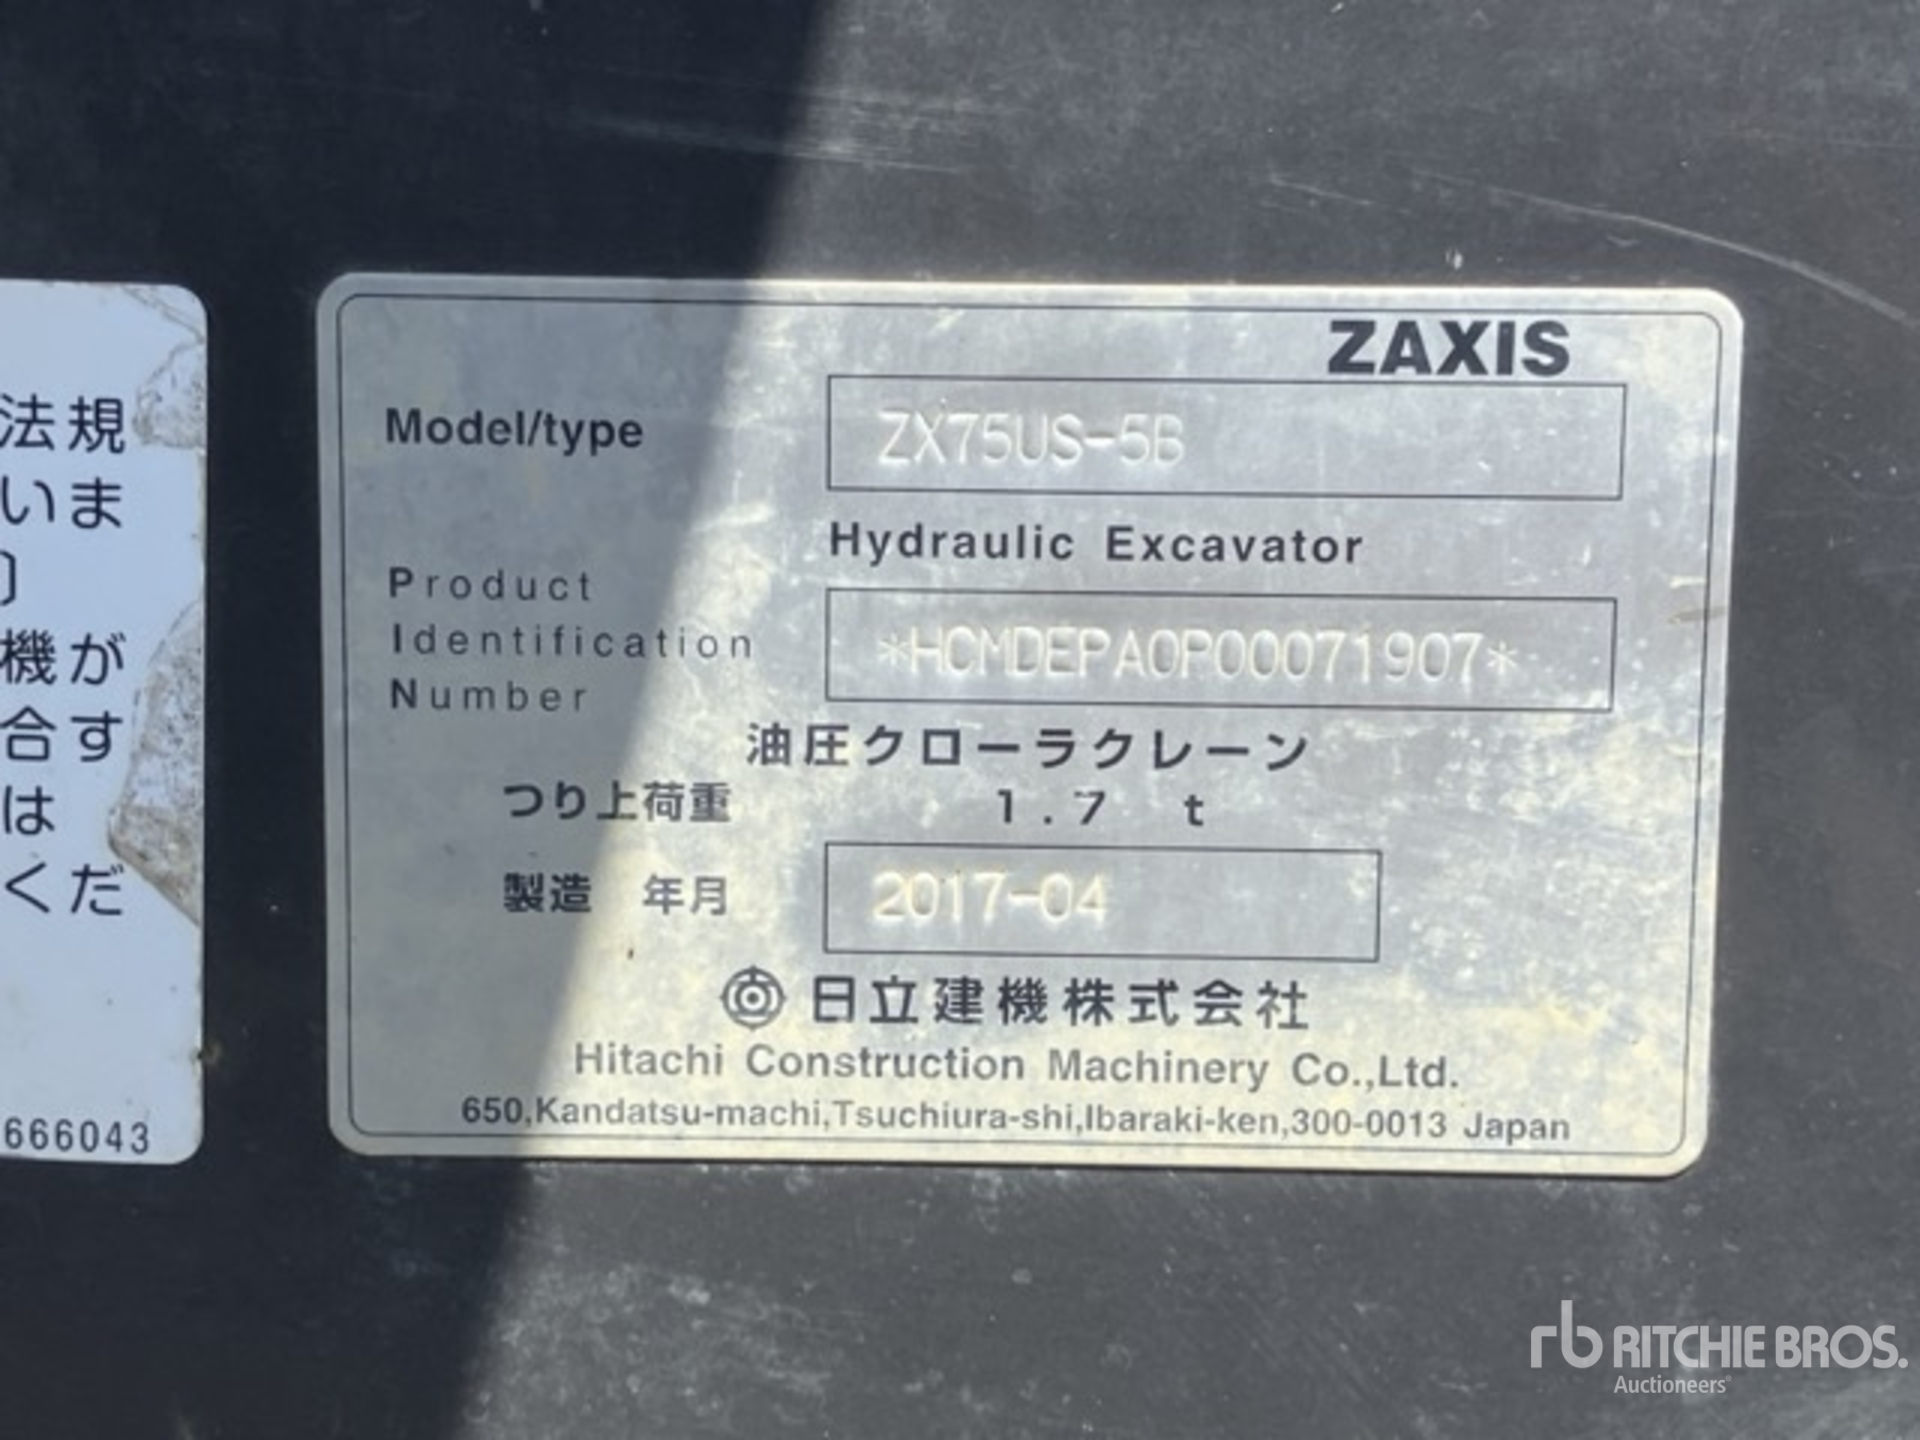 法規
いま
〕
機が
合す
は
くだ
666043
ZAXIS
Model/type
ZX75US-5B
Hydraulic Excavator
Product
Identification
Number
*HCMDEPA0P00071907*
油圧クローラクレーン
つり上荷重 1.7 t
製造 年月 2017-04
日立建機株式会社
Hitachi Construction Machinery Co.,Ltd.
650,Kandatsu-machi,Tsuchiura-shi,Ibaraki-ken,300-0013 Japan
rb RITCHIE BROS.
Auctioneers